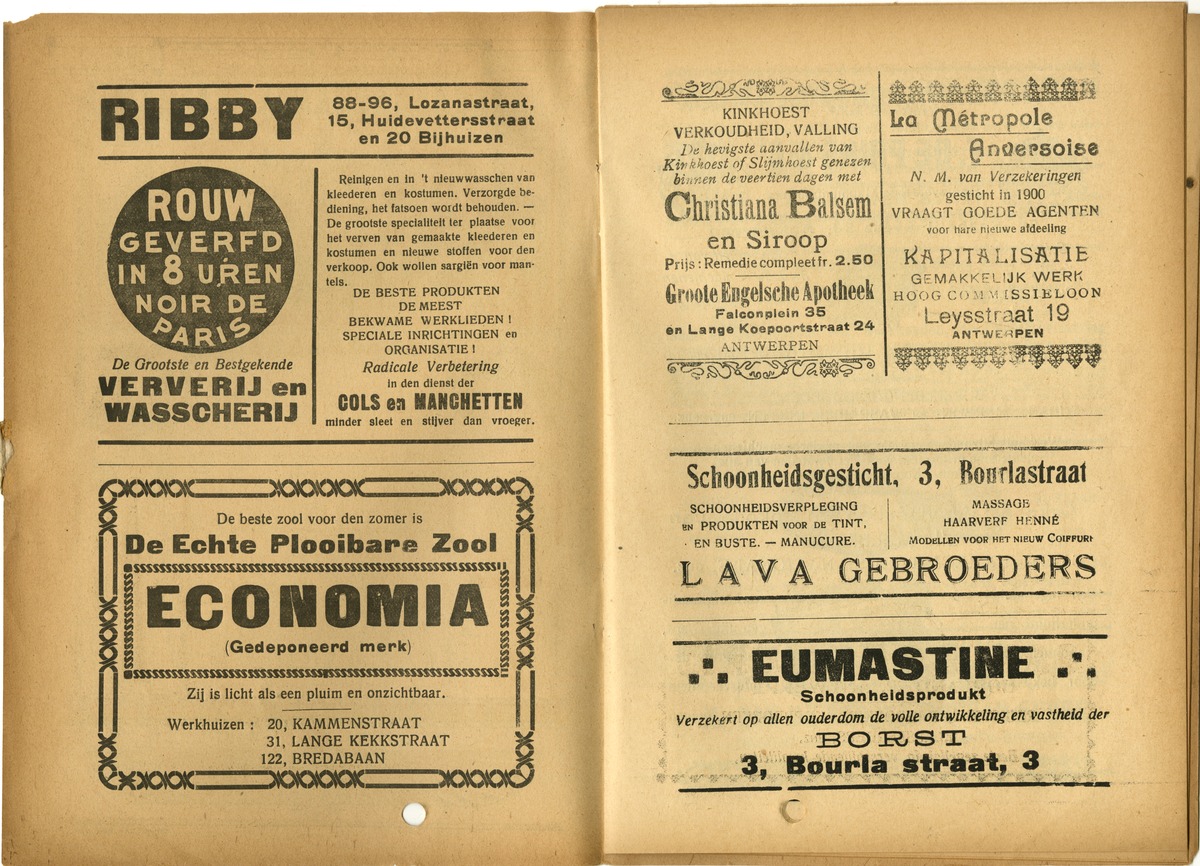 RIBBY
88-96, Lozanastraat,
15, Huidevettersstraat
en 20 Bijhuizen
ROUW
GEVERFD
IN 8 UREN
NOIR DE
PARIS
De Grootste en Bestgekende
VERVERIJ en
WASSCHERIJ
Reinigen en in 't nieuwwasschen van
kleederen en kostumen. Verzorgde be-
diening, het fatsoen wordt behouden. —
De grootste specialiteit ter plaatse voor
het verven van gemaakte kleederen en
kostumen en nieuwe stoffen voor den
verkoop. Ook wollen sargiën voor man-
tels.
DE BESTE PRODUKTEN
DE MEEST
BEKWAME WERKLIEDEN !
SPECIALE INRICHTINGEN en
ORGANISATIE !
Radicale Verbetering
in den dienst der
COLS en MANCHETTEN
minder sleet en stijver dan vroeger.
De beste zool voor den zomer is
De Echte Plooibare Zool
ECONOMIA
(Gedeponeerd merk)
Zij is licht als een pluim en onzichtbaar.
Werkhuizen : 20, KAMMENSTRAAT
31, LANGE KEKKSTRAAT
122, BREDABAAN
KINKHOEST
VERKOUDHEID, VALLING
De hevigste aanvallen van
Kinkhoest of Slijmhoest genezen
binnen de veertien dagen met
Christiana Balsem
en Siroop
Prijs : Remedie compleet fr. 2.50
Groote Engelsche Apotheek
Falconplein 35
en Lange Koepoortstraat 24
ANTWERPEN
La Métropole
Anversoise
N. M. van Verzekeringen
gesticht in 1900
VRAAGT GOEDE AGENTEN
voor hare nieuwe afdeeling
KAPITALISATIE
GEMAKKELIJK WERK
HOOG COMMISSIELOON
Leysstraat 19
ANTWERPEN
Schoonheidsgesticht, 3, Bourlastraat
SCHOONHEIDSVERPLEGING
EN PRODUKTEN VOOR DE TINT,
EN BUSTE. — MANUCURE.
MASSAGE
HAARVERF HENNÉ
MODELLEN VOOR HET NIEUW COIFFURE
LAVA GEBROEDERS
EUMASTINE
Schoonheidsprodukt
Verzekert op allen ouderdom de volle ontwikkeling en vastheid der
BORST
3, Bourla straat, 3